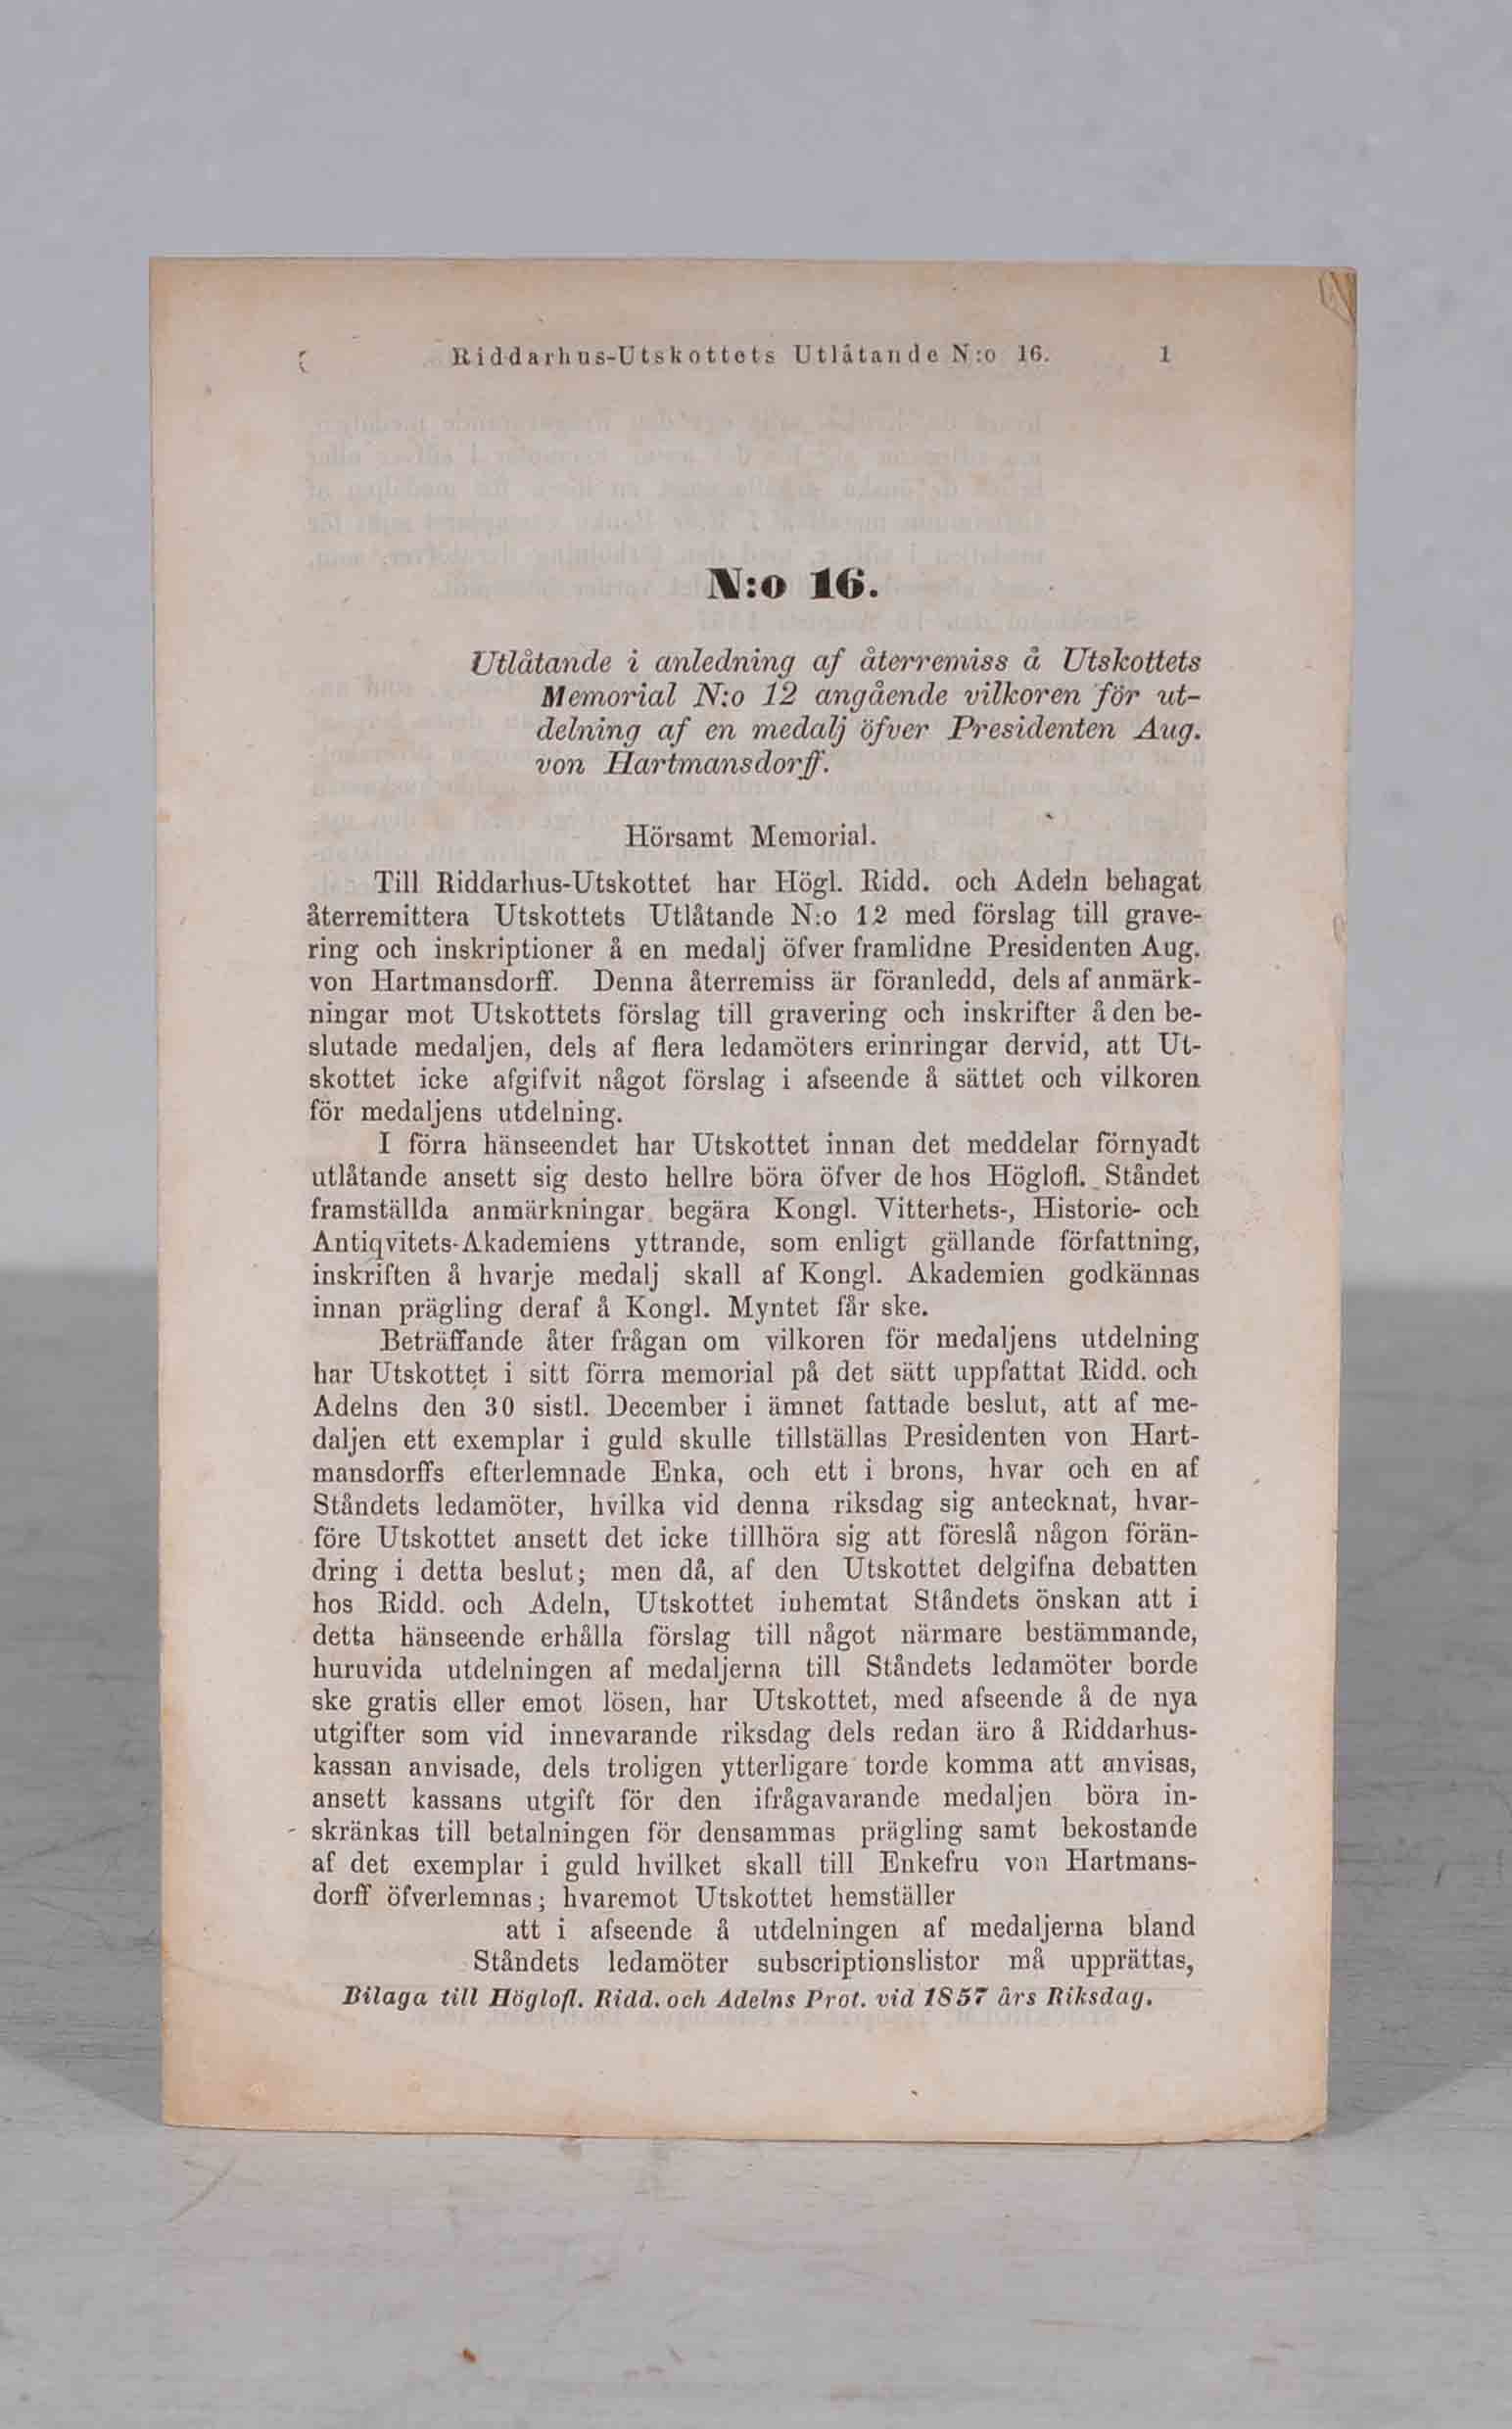 Riddarhus-Utskottets Utlåtande N:o 16. 1
N:o 16.
Utlåtande i anledning af återremiss å Utskottets
Memorial N:o 12 angående vilkoren för ut-
delning af en medalj öfver Presidenten Aug.
von Hartmansdorff.
Hörsamt Memorial.
Till Riddarhus-Utskottet har Högl. Ridd. och Adeln behagat
återremittera Utskottets Utlåtande N:o 12 med förslag till grave-
ring och inskriptioner å en medalj öfver framlidne Presidenten Aug.
von Hartmansdorff. Denna återremiss är föranledd, dels af anmärk-
ningar mot Utskottets förslag till gravering och inskrifter å den be-
slutade medaljen, dels af flera ledamöters erinringar dervid, att Ut-
skottet icke afgifvit något förslag i afseende å sättet och vilkoren
för medaljens utdelning.
I förra hänseendet har Utskottet innan det meddelar förnyadt
utlåtande ansett sig desto hellre böra öfver de hos Höglofl. Ståndet
framställda anmärkningar begära Kongl. Vitterhets-, Historie- och
Antiqvitets-Akademiens yttrande, som enligt gällande författning,
inskriften å hvarje medalj skall af Kongl. Akademien godkännas
innan prägling deraf å Kongl. Myntet får ske.
Beträffande åter frågan om vilkoren för medaljens utdelning
har Utskottet i sitt förra memorial på det sätt uppfattat Ridd. och
Adelns den 30 sistl. December i ämnet fattade beslut, att af me-
daljen ett exemplar i guld skulle tillställas Presidenten von Hart-
mansdorffs efterlemnade Enka, och ett i brons, hvar och en af
Ståndets ledamöter, hvilka vid denna riksdag sig antecknat, hvar-
före Utskottet ansett det icke tillhöra sig att föreslå någon förän-
dring i detta beslut; men då, af den Utskottet delgifna debatten
hos Ridd. och Adeln, Utskottet inhemtat Ståndets önskan att i
detta hänseende erhålla förslag till något närmare bestämmande,
huruvida utdelningen af medaljerna till Ståndets ledamöter borde
ske gratis eller emot lösen, har Utskottet, med afseende å de nya
utgifter som vid innevarande riksdag dels redan äro å Riddarhus-
kassan anvisade, dels troligen ytterligare torde komma att anvisas,
ansett kassans utgift för den ifrågavarande medaljen böra in-
skränkas till betalningen för densammas prägling samt bekostande
af det exemplar i guld hvilket skall till Enkefru von Hartmans-
dorff öfverlemnas; hvaremot Utskottet hemställer
att i afseende å utdelningen af medaljerna bland
Ståndets ledamöter subscriptionslistor må upprättas,
Bilaga till Höglofl. Ridd. och Adelns Prot. vid 1857 års Riksdag.